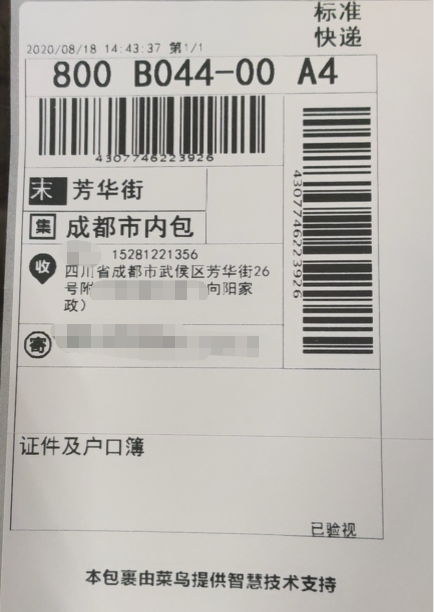 标准
快递
2020/08/18 14:43:37 第1/1
800 B044-00 A4
4307746223926
4307746223926
末 芳华街
集 成都市内包
收 15281221356
四川省成都市武侯区芳华街26
号附 向阳家
政）
寄
证件及户口簿
已验视
本包裹由菜鸟提供智慧技术支持